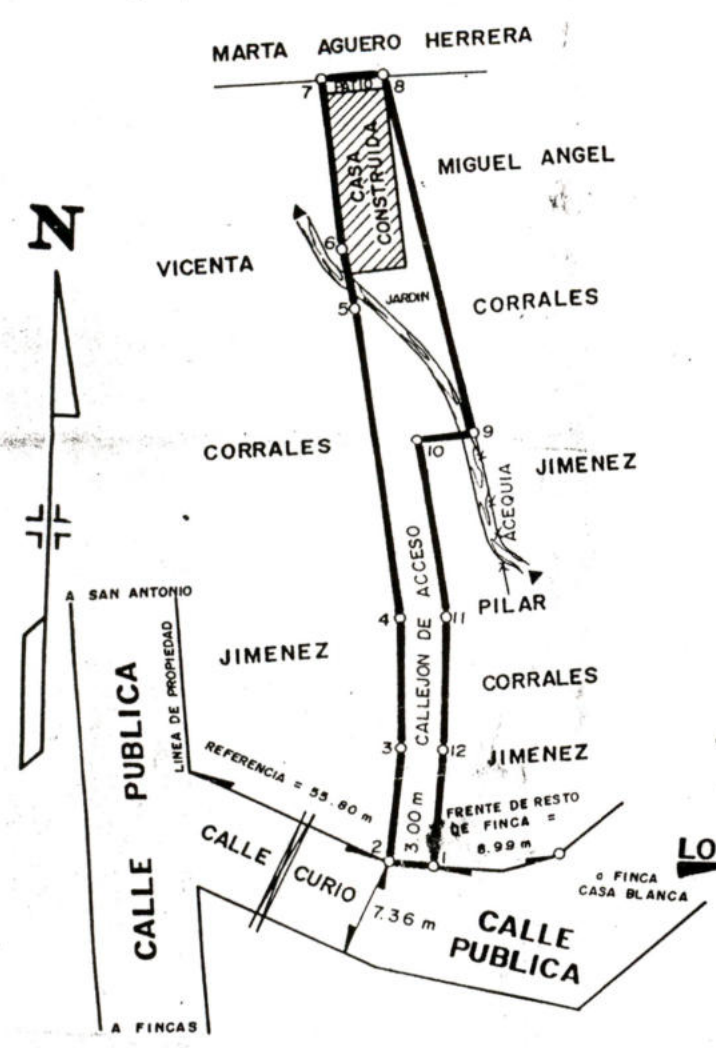 MARTA AGUERO HERRERA
7
PATIO
8
CASA
CONSTRUIDA
MIGUEL ANGEL
N
VICENTA
6
5
JARDIN
CORRALES
CORRALES
10
9
JIMENEZ
ACEQUIA
A SAN ANTONIO
4
CALLEJON DE ACCESO
11
PILAR
JIMENEZ
CORRALES
LINEA DE PROPIEDAD
CALLE PUBLICA
3
12
JIMENEZ
REFERENCIA = 55.80 m
3.00 m
FRENTE DE RESTO
DE FINCA =
8.99 m
2
1
CALLE
CURIO
7.36 m
CALLE
PUBLICA
a FINCA
CASA BLANCA
LO
A FINCAS